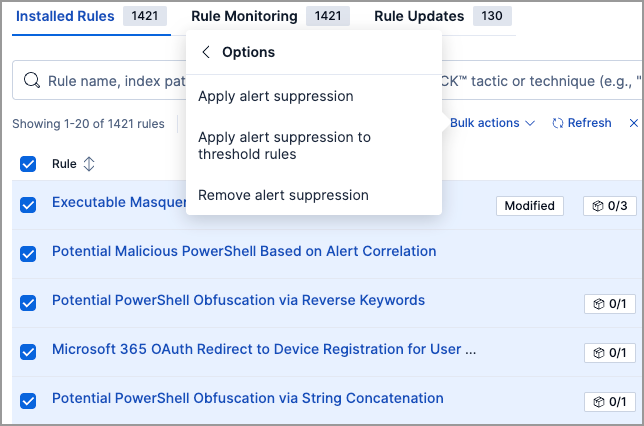 Installed Rules 1421 Rule Monitoring 1421 Rule Updates 130
Options
Rule name, index CK™ tactic or technique (e.g., "
Apply alert suppression
Showing 1-20 of 1421 rules Bulk actions Refresh
Apply alert suppression to
threshold rules
Rule
Remove alert suppression
Executable Modified 0/3
Potential Malicious PowerShell Based on Alert Correlation
Potential PowerShell Obfuscation via Reverse Keywords 0/1
Microsoft 365 OAuth Redirect to Device Registration for User ... 0/1
Potential PowerShell Obfuscation via String Concatenation 0/1